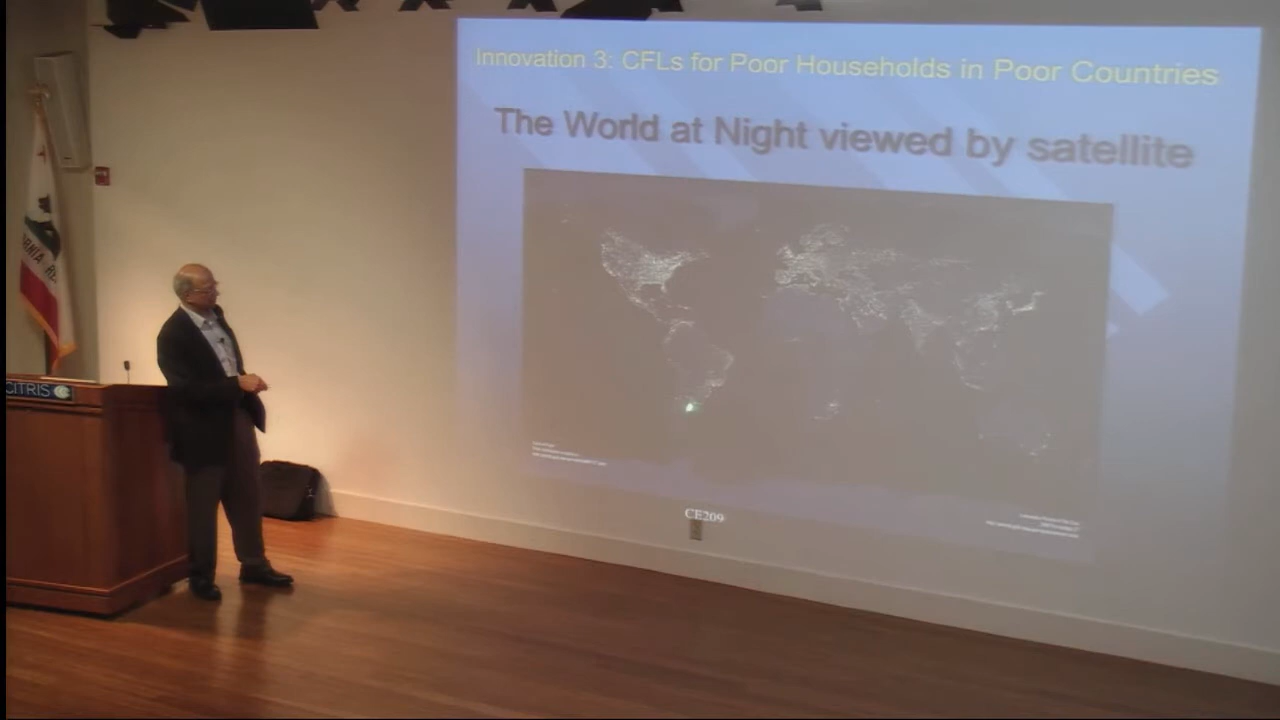 Innovation 3: CFLs for Poor Households in Poor Countries
The World at Night viewed by satellite
CITRIS
CE209